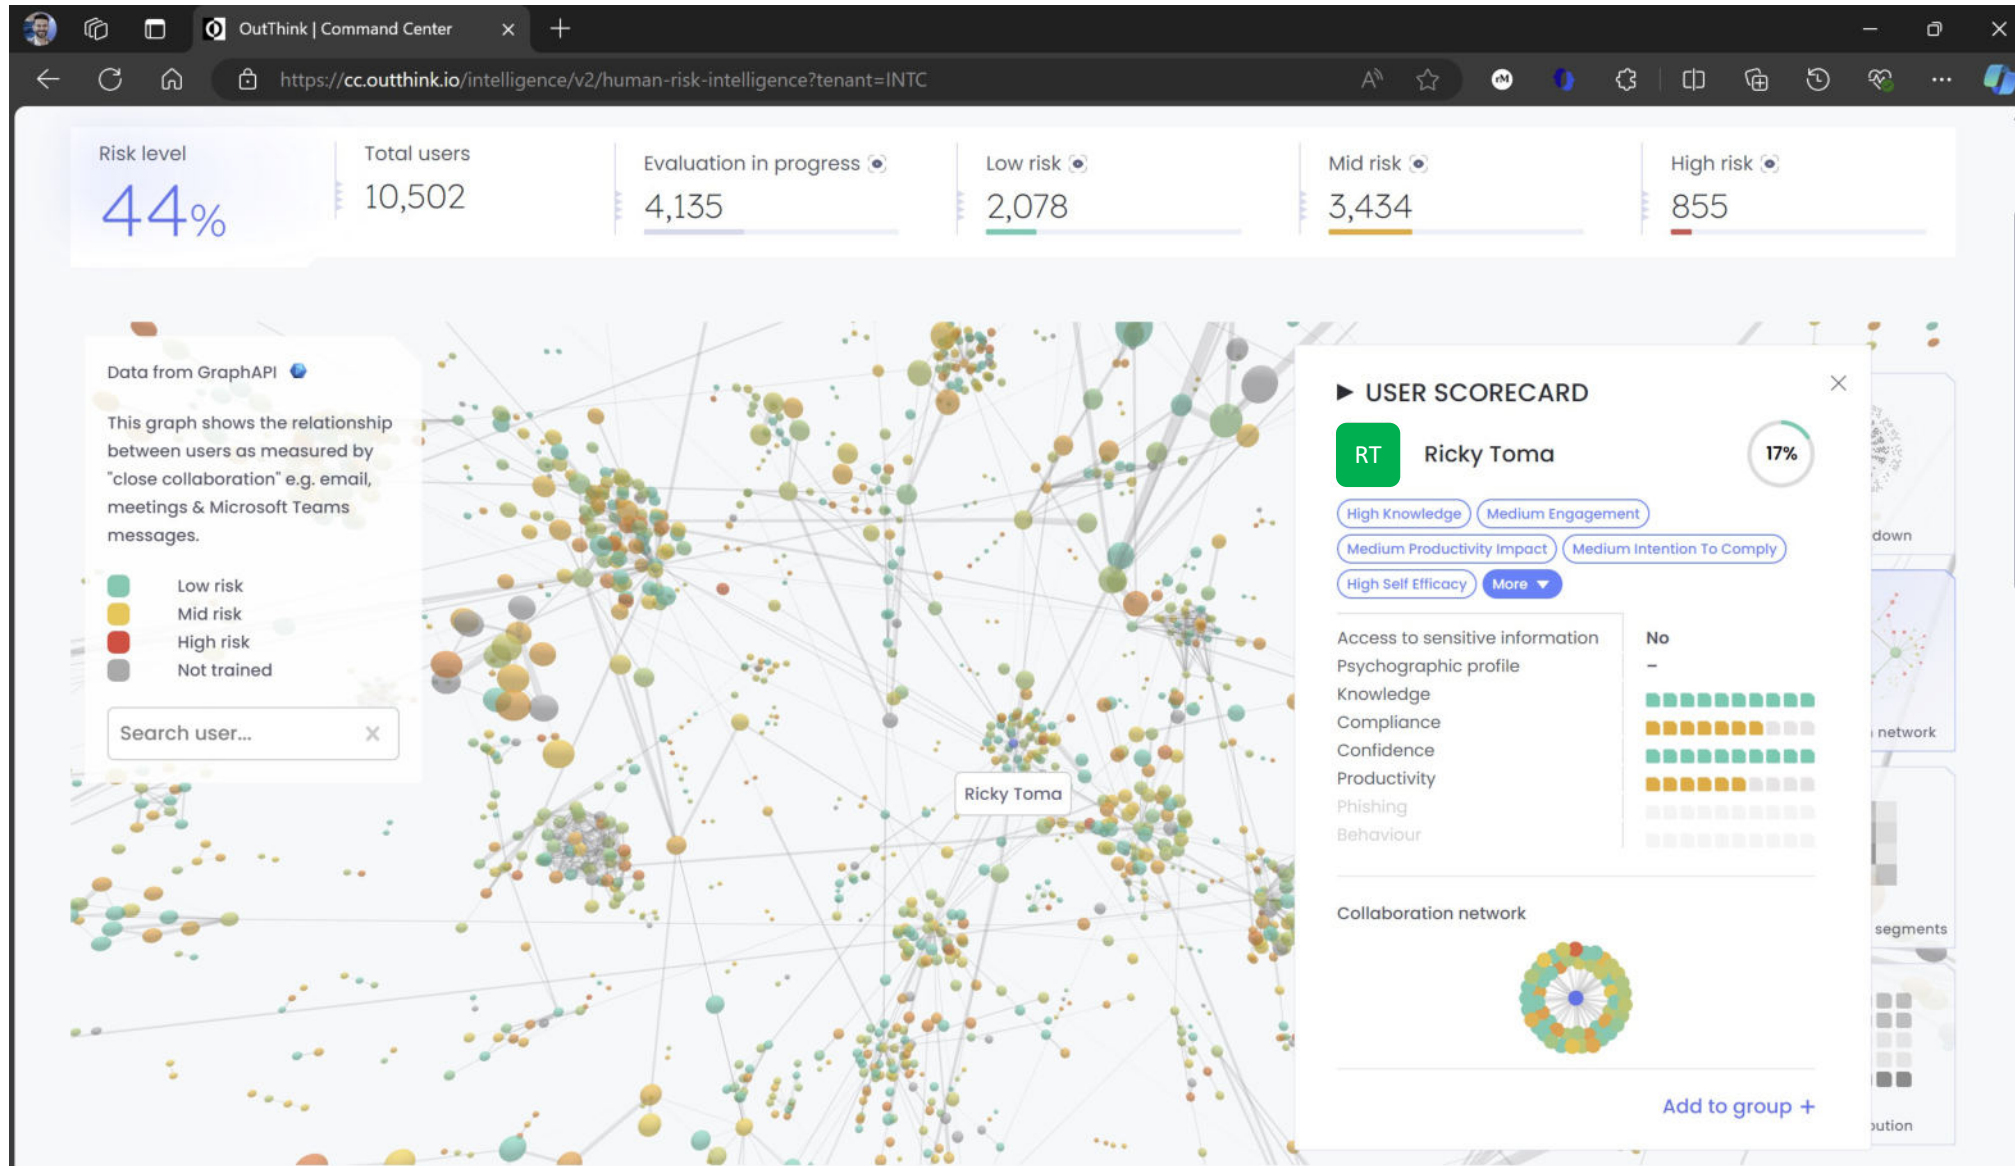 OutThink | Command Center
https://cc.outthink.io/intelligence/v2/human-risk-intelligence?tenant=INTC
Risk level
44%
Total users
10,502
Evaluation in progress
4,135
Low risk
2,078
Mid risk
3,434
High risk
855
Data from GraphAPI
This graph shows the relationship
between users as measured by
"close collaboration" e.g. email,
meetings & Microsoft Teams
messages.
Low risk
Mid risk
High risk
Not trained
Search user...
Ricky Toma
► USER SCORECARD
RT
Ricky Toma
17%
High Knowledge
Medium Engagement
Medium Productivity Impact
Medium Intention To Comply
High Self Efficacy
More ▼
Access to sensitive information No
Psychographic profile –
Knowledge
Compliance
Confidence
Productivity
Phishing
Behaviour
Collaboration network
Add to group +
down
network
segments